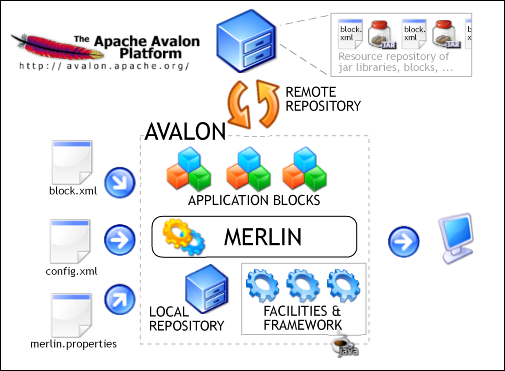 The Apache Avalon
Platform
http://avalon.apache.org/
block.
xml
JAR
block.
xml
JAR
Resource repository of
jar libraries, blocks, ...
REMOTE
REPOSITORY
AVALON
APPLICATION BLOCKS
block.xml
MERLIN
config.xml
LOCAL
REPOSITORY
FACILITIES &
FRAMEWORK
merlin.properties
java